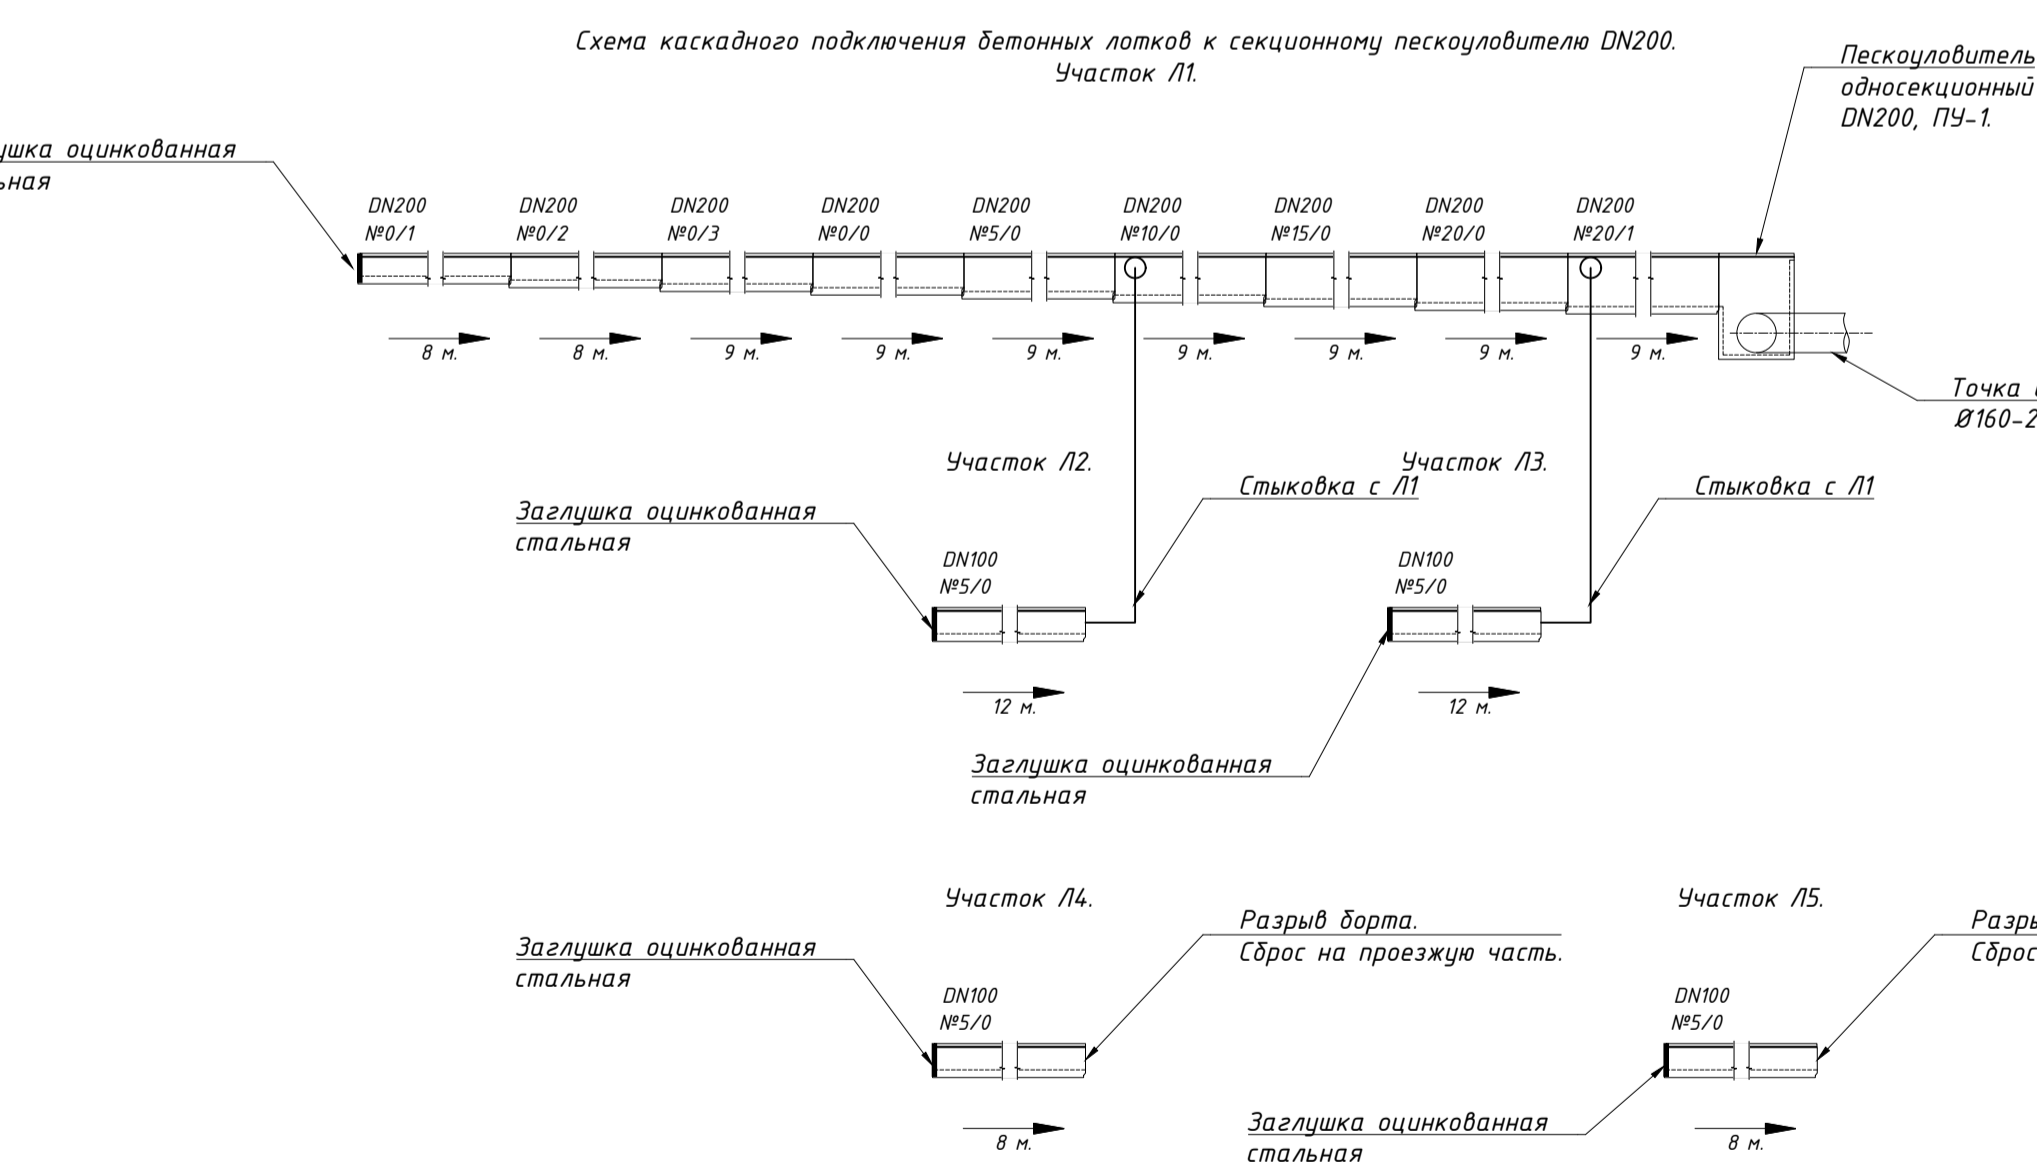 Схема каскадного подключения бетонных лотков к секционному пескоуловителю DN200.
Участок Л1.
Пескоуловитель
односекционный
DN200, ПУ-1.
оцинкованная
DN200 DN200 DN200 DN200 DN200 DN200 DN200 DN200 DN200
№0/1 №0/2 №0/3 №0/0 №5/0 №10/0 №15/0 №20/0 №20/1
8 м. 8 м. 9 м. 9 м. 9 м. 9 м. 9 м. 9 м. 9 м.
Точка
Ø160-2
Участок Л2.
Стыковка с Л1
Заглушка оцинкованная
стальная
DN100
№5/0
12 м.
Участок Л3.
Стыковка с Л1
DN100
№5/0
12 м.
Заглушка оцинкованная
стальная
Участок Л4.
Разрыв борта.
Сброс на проезжую часть.
Заглушка оцинкованная
стальная
DN100
№5/0
8 м.
Участок Л5.
Сброс
DN100
№5/0
Заглушка оцинкованная
стальная
8 м.